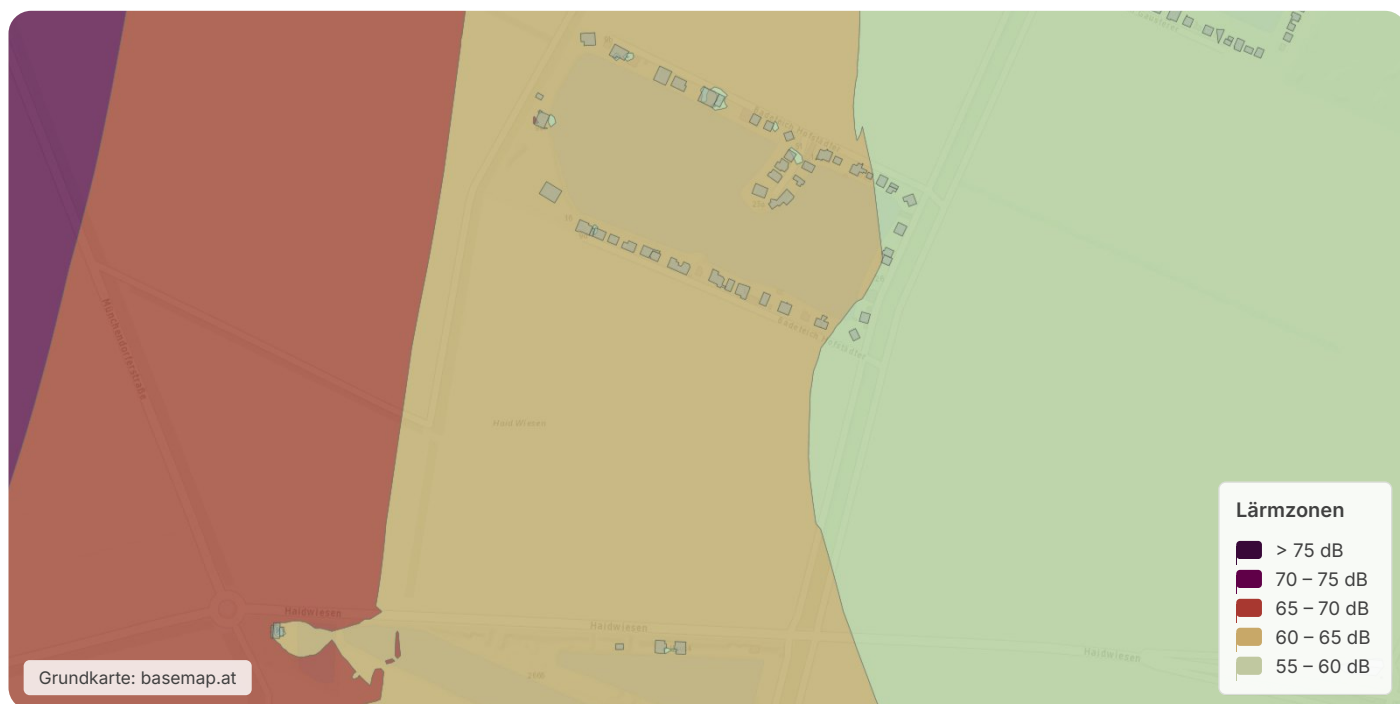 Münchendorferstraße
Haid Wiesen
Haidwiesen
Haidwiesen
Haidwiesen
Lärmzonen
> 75 dB
70 – 75 dB
65 – 70 dB
60 – 65 dB
55 – 60 dB
Grundkarte: basemap.at